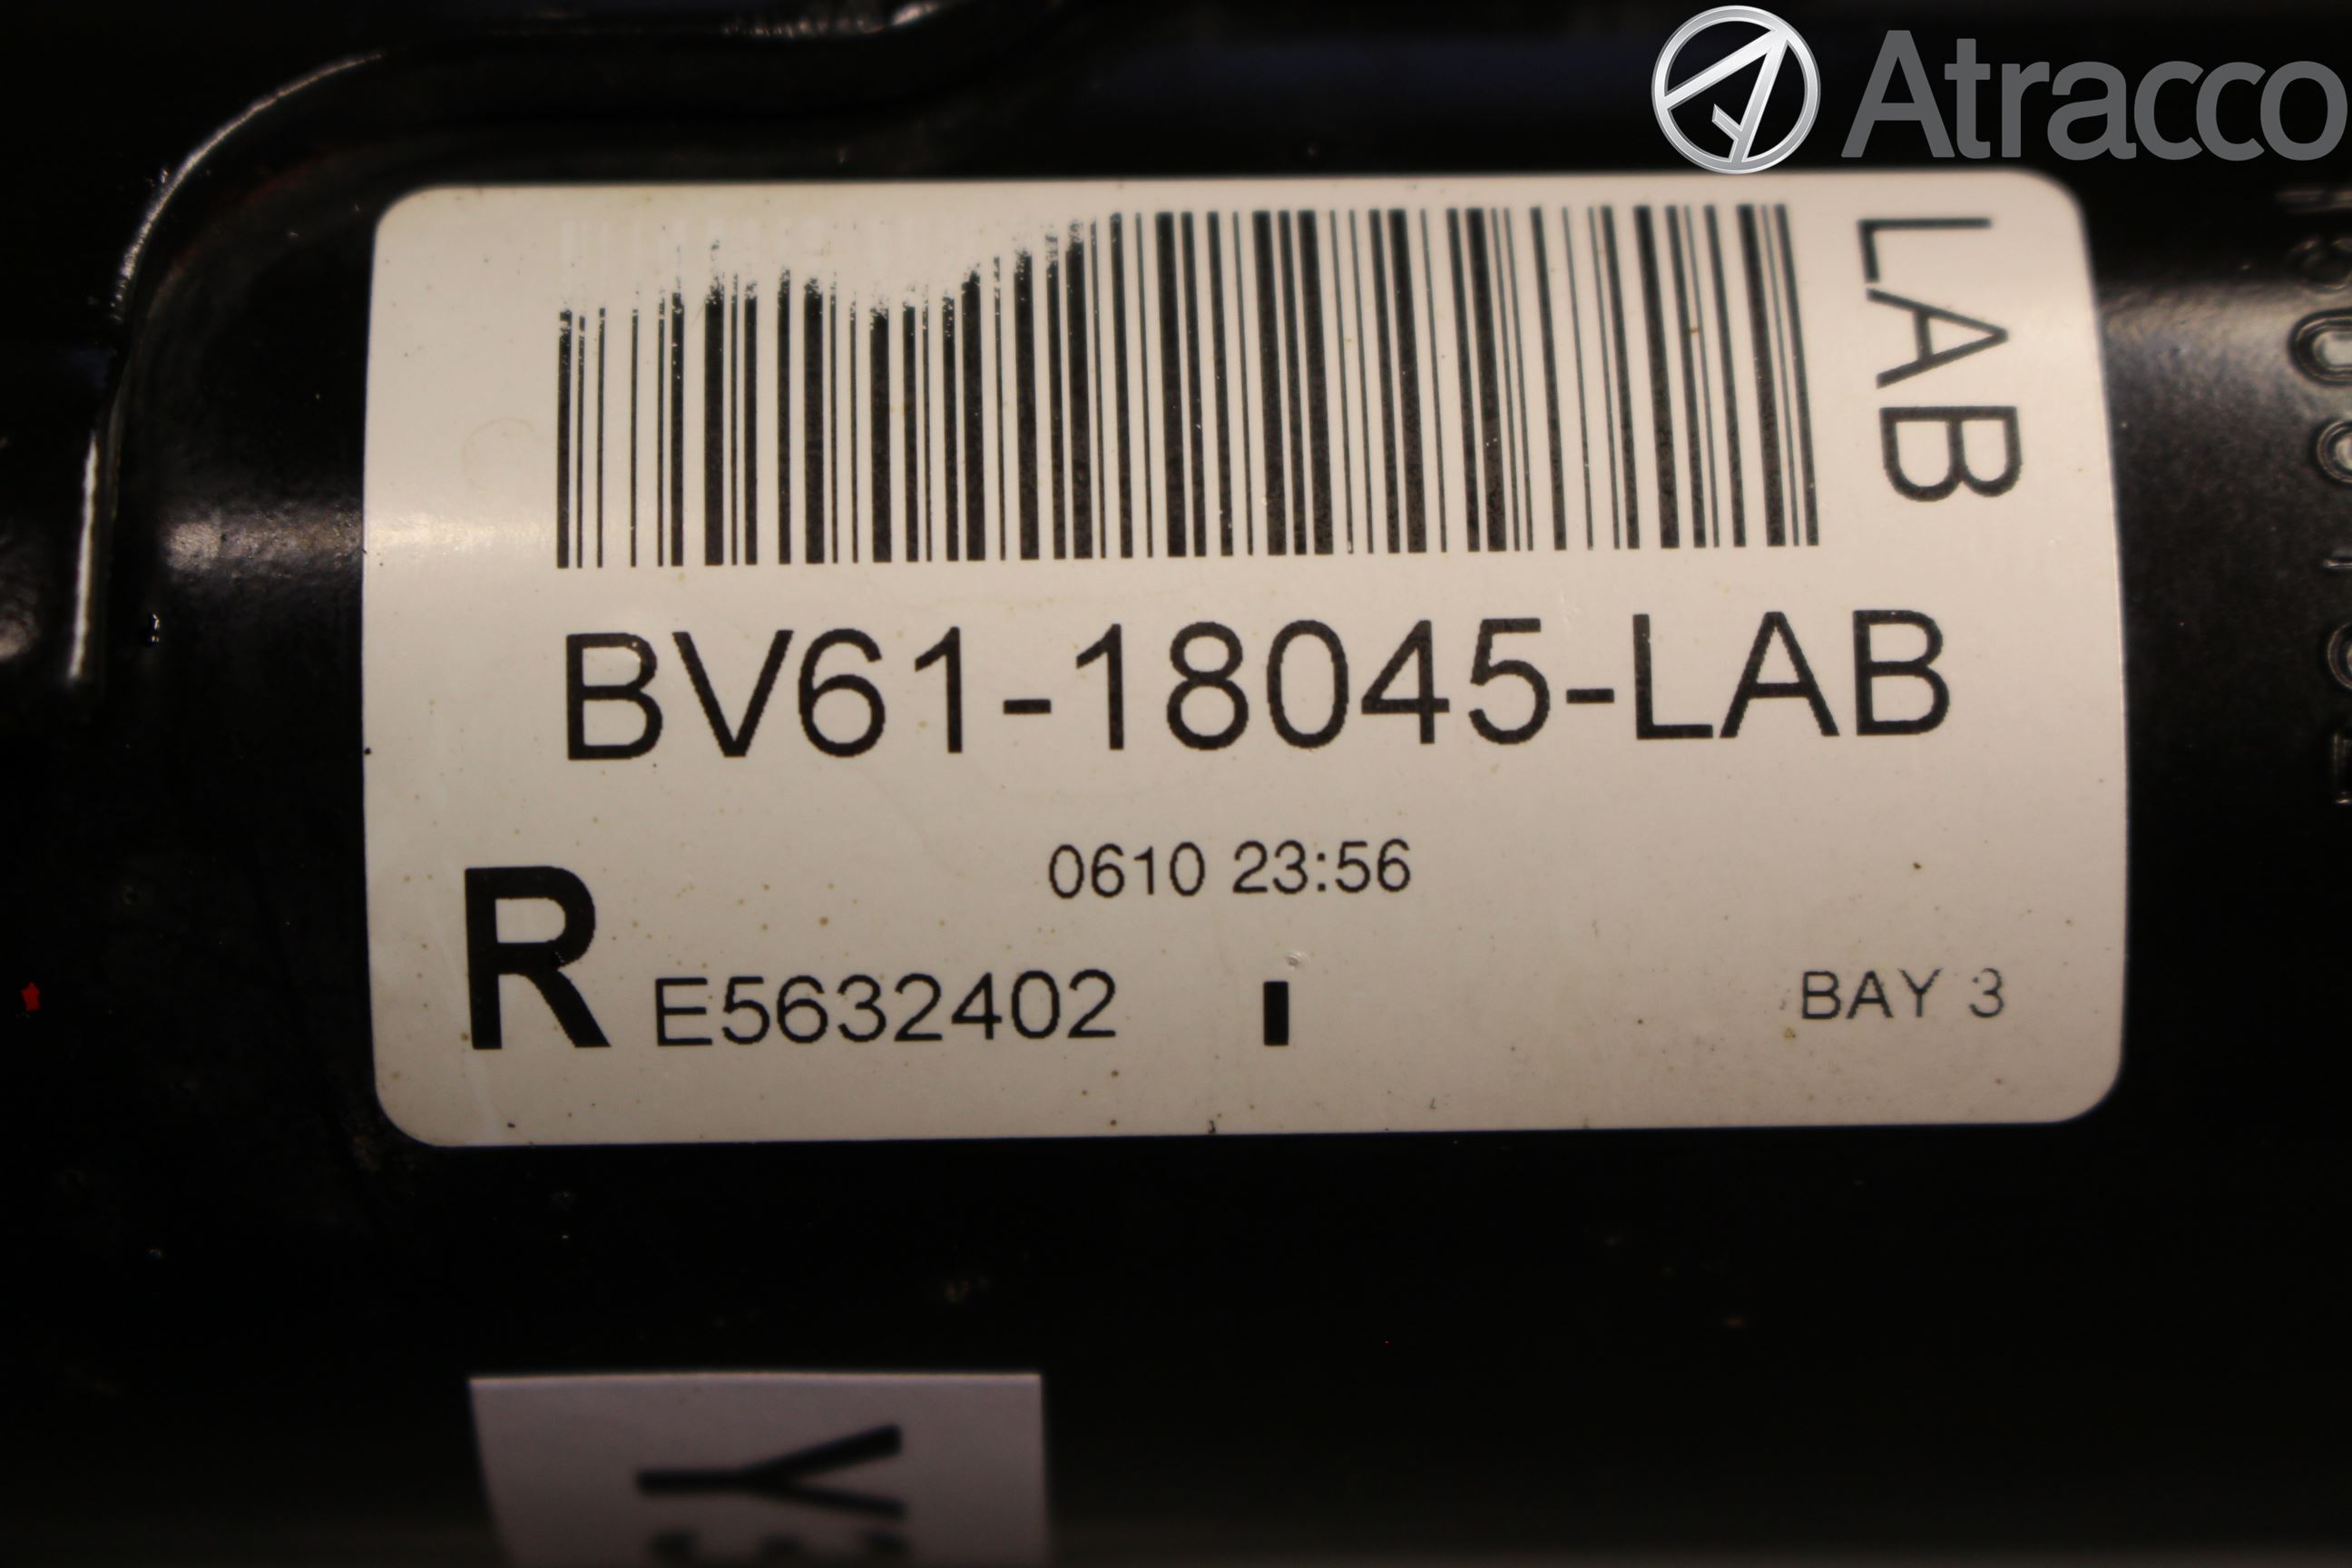 Atracco
LAB
BV61-18045-LAB
0610 23:56
R E5632402
BAY 3
Y